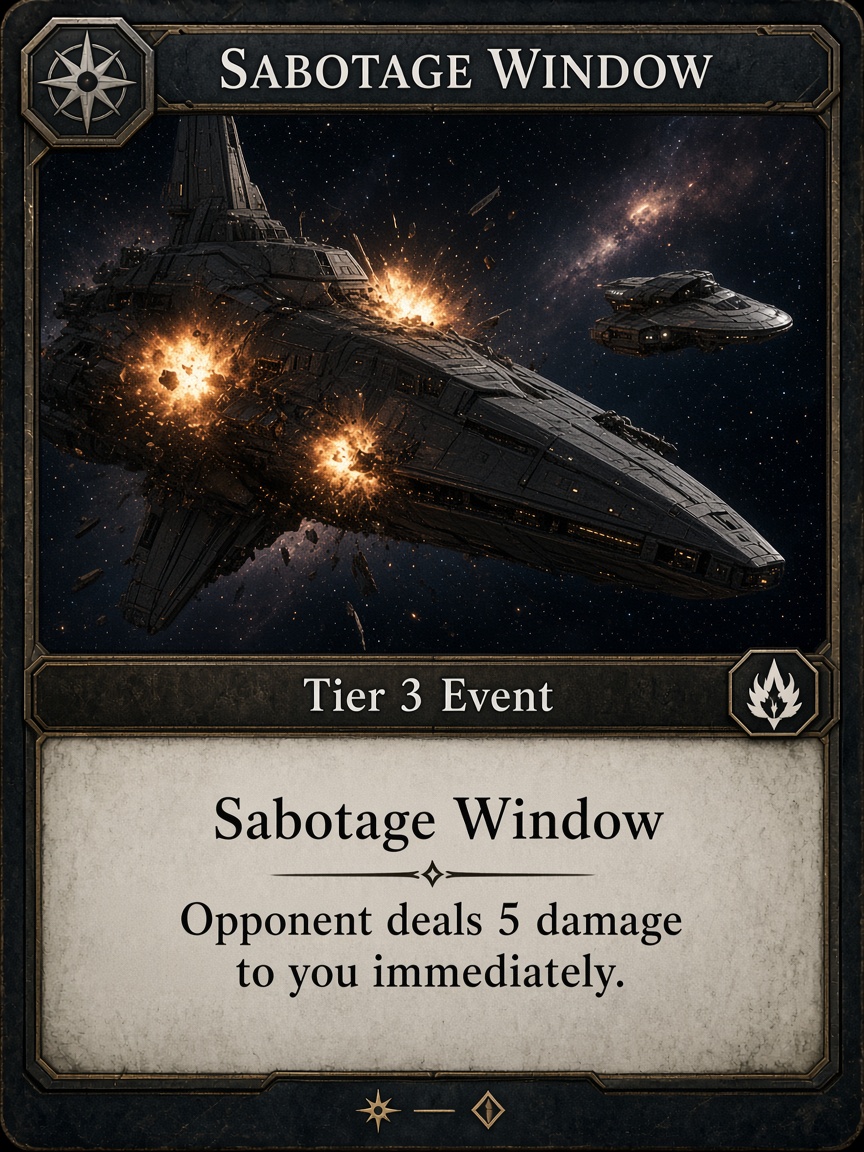 Sabotage Window
Tier 3 Event
Sabotage Window
Opponent deals 5 damage
to you immediately.